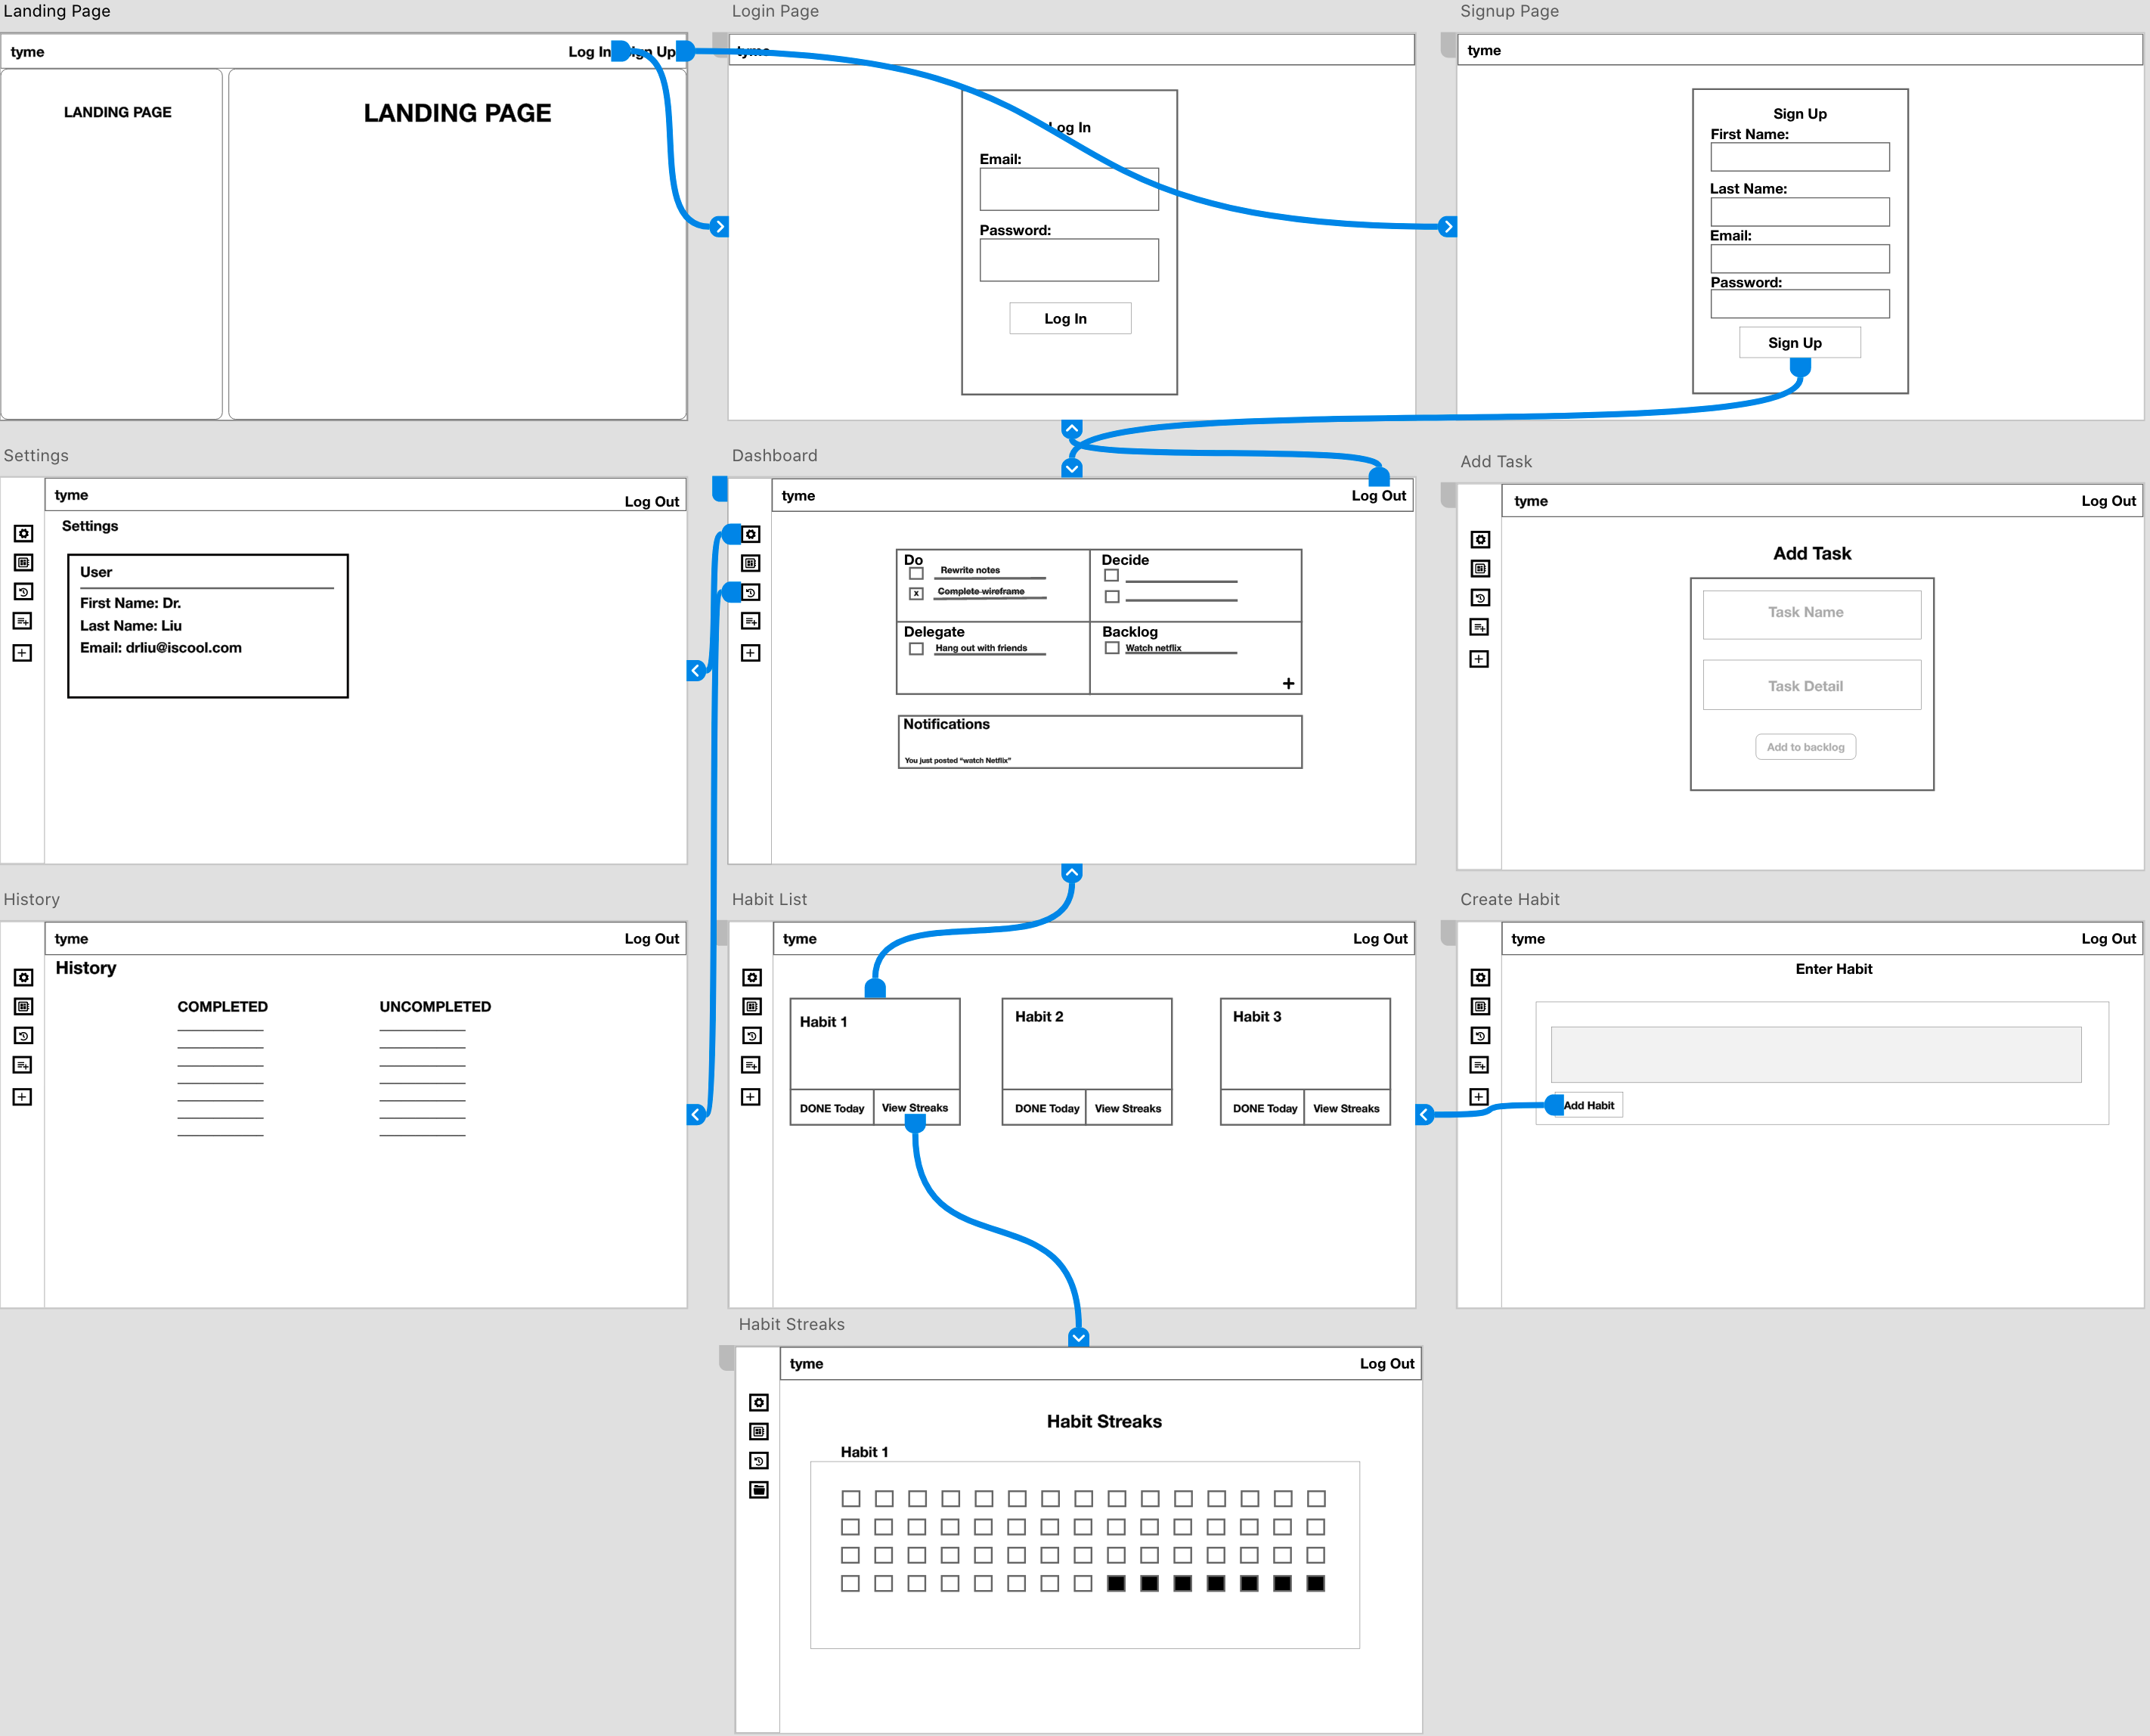 Landing Page
tyme
Log In
Sign Up
LANDING PAGE
LANDING PAGE
Login Page
tyme
Log In
Email:
Password:
Log In
Signup Page
tyme
Sign Up
First Name:
Last Name:
Email:
Password:
Sign Up
Settings
tyme
Log Out
Settings
User
First Name: Dr.
Last Name: Liu
Email: drliu@iscool.com
Dashboard
tyme
Log Out
Do
Rewrite notes
x
Complete wireframe
Decide
Delegate
Hang out with friends
Backlog
Watch netflix
+
Notifications
You just posted “watch Netflix”
Add Task
tyme
Log Out
Add Task
Task Name
Task Detail
Add to backlog
History
tyme
Log Out
History
COMPLETED
UNCOMPLETED
Habit List
tyme
Log Out
Habit 1
DONE Today
View Streaks
Habit 2
DONE Today
View Streaks
Habit 3
DONE Today
View Streaks
Create Habit
tyme
Log Out
Enter Habit
Add Habit
Habit Streaks
tyme
Log Out
Habit Streaks
Habit 1